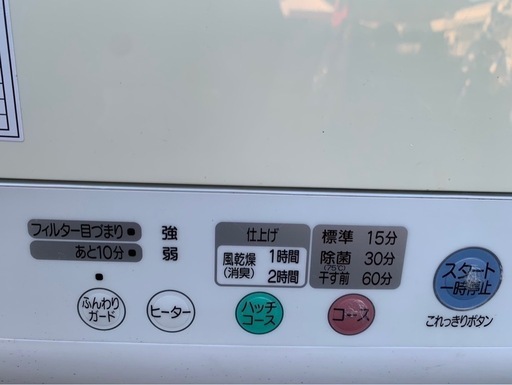 フィルター目づまり
あと10分
強
弱
仕上げ
風乾燥
(消臭)
1時間
2時間
標準 15分
除菌 30分
(75℃)
干す前 60分
ふんわり
ガード
ヒーター
ハッチ
コース
コース
スタート
一時停止
これっきりボタン